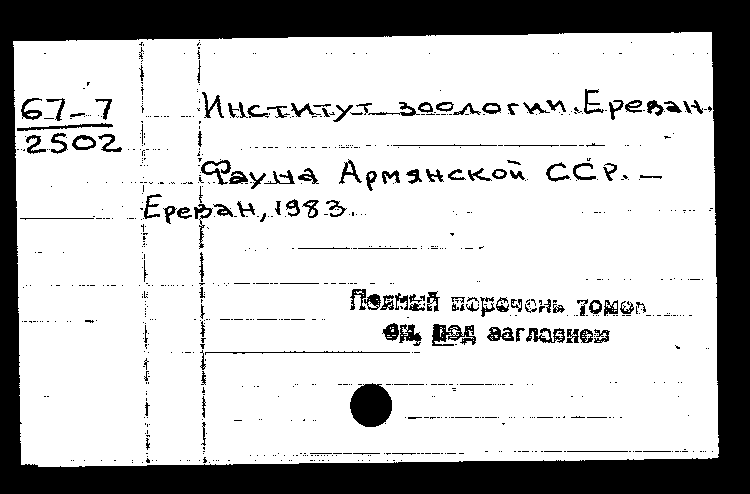 67-7
2502
Институт зоологии. Ереван.
Фауна Армянской ССР. —
Ереван, 1983.
Полный перечень томов
см. под заглавием